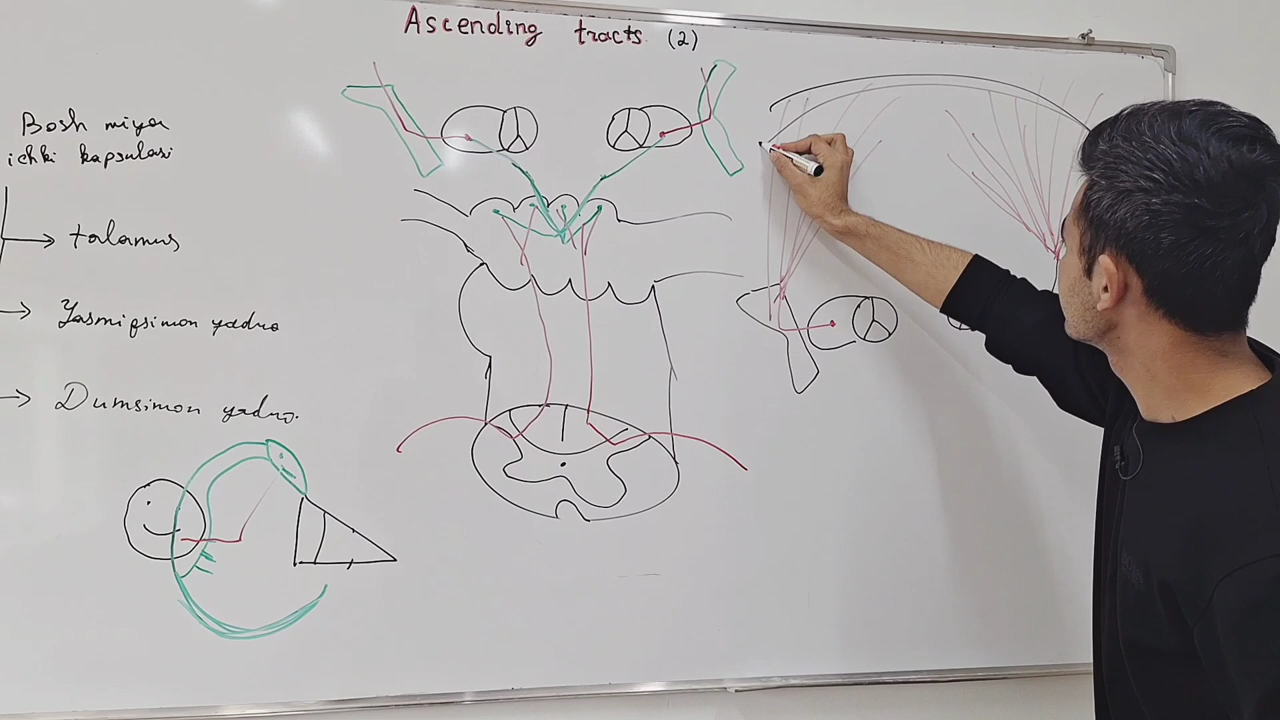 Ascending tracts (2)
Bosh miya
ichki kapsulasi
talamus
Yasmiqsimon yadro
Dumsimon yadro.